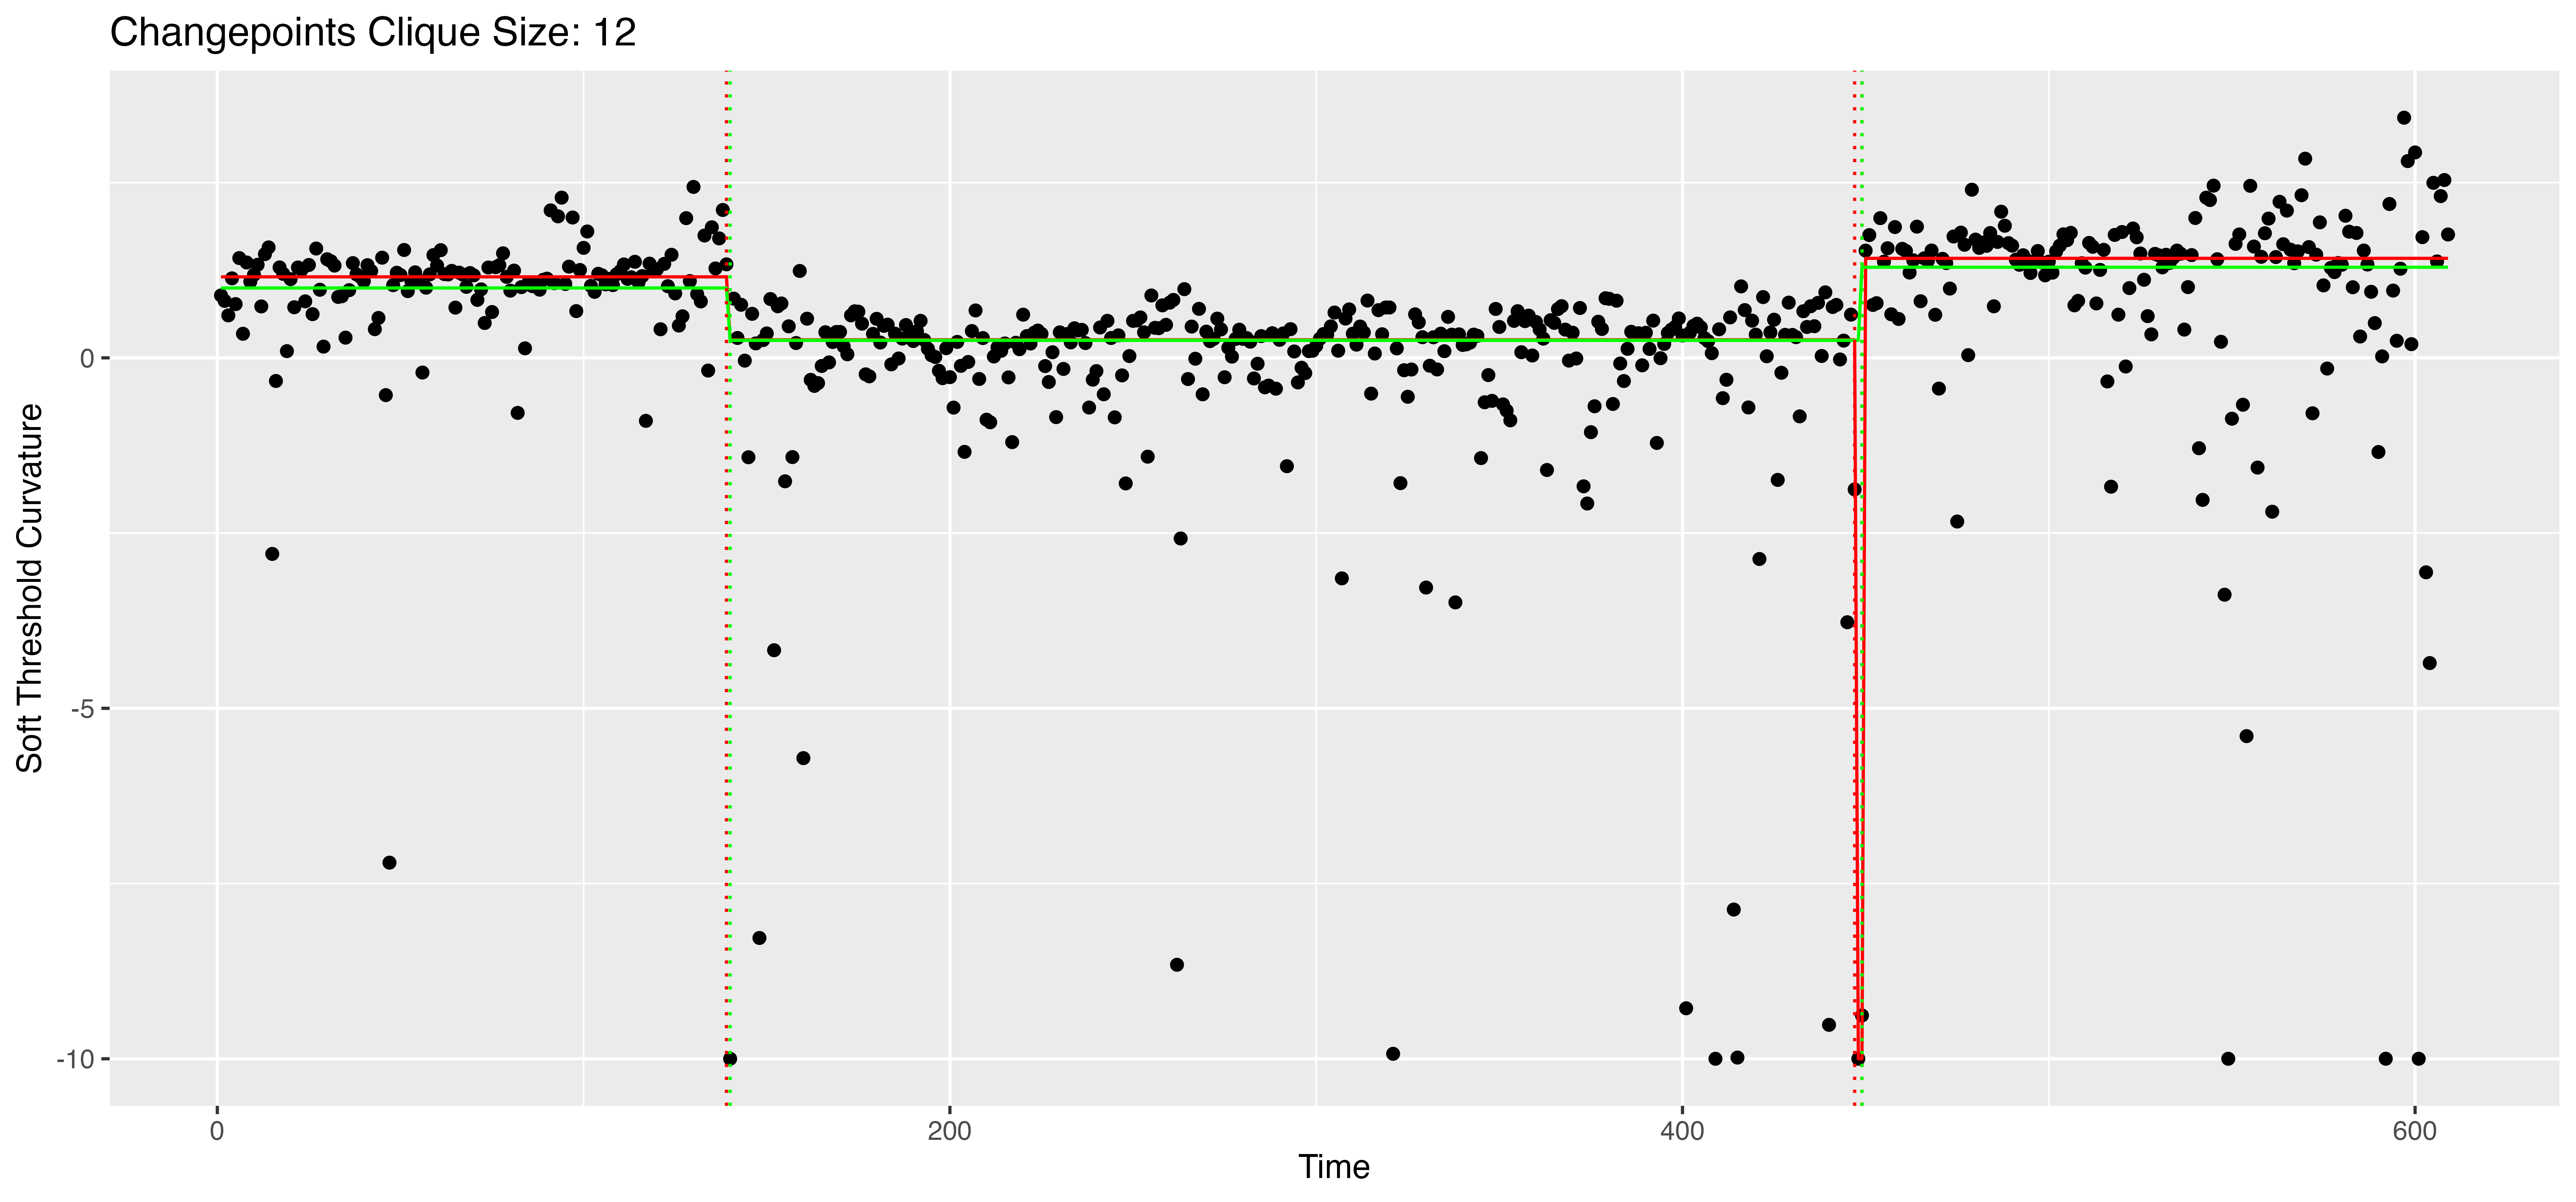 Changepoints Clique Size: 12
Soft Threshold Curvature
0
-5
-10
0 200 400 600
Time